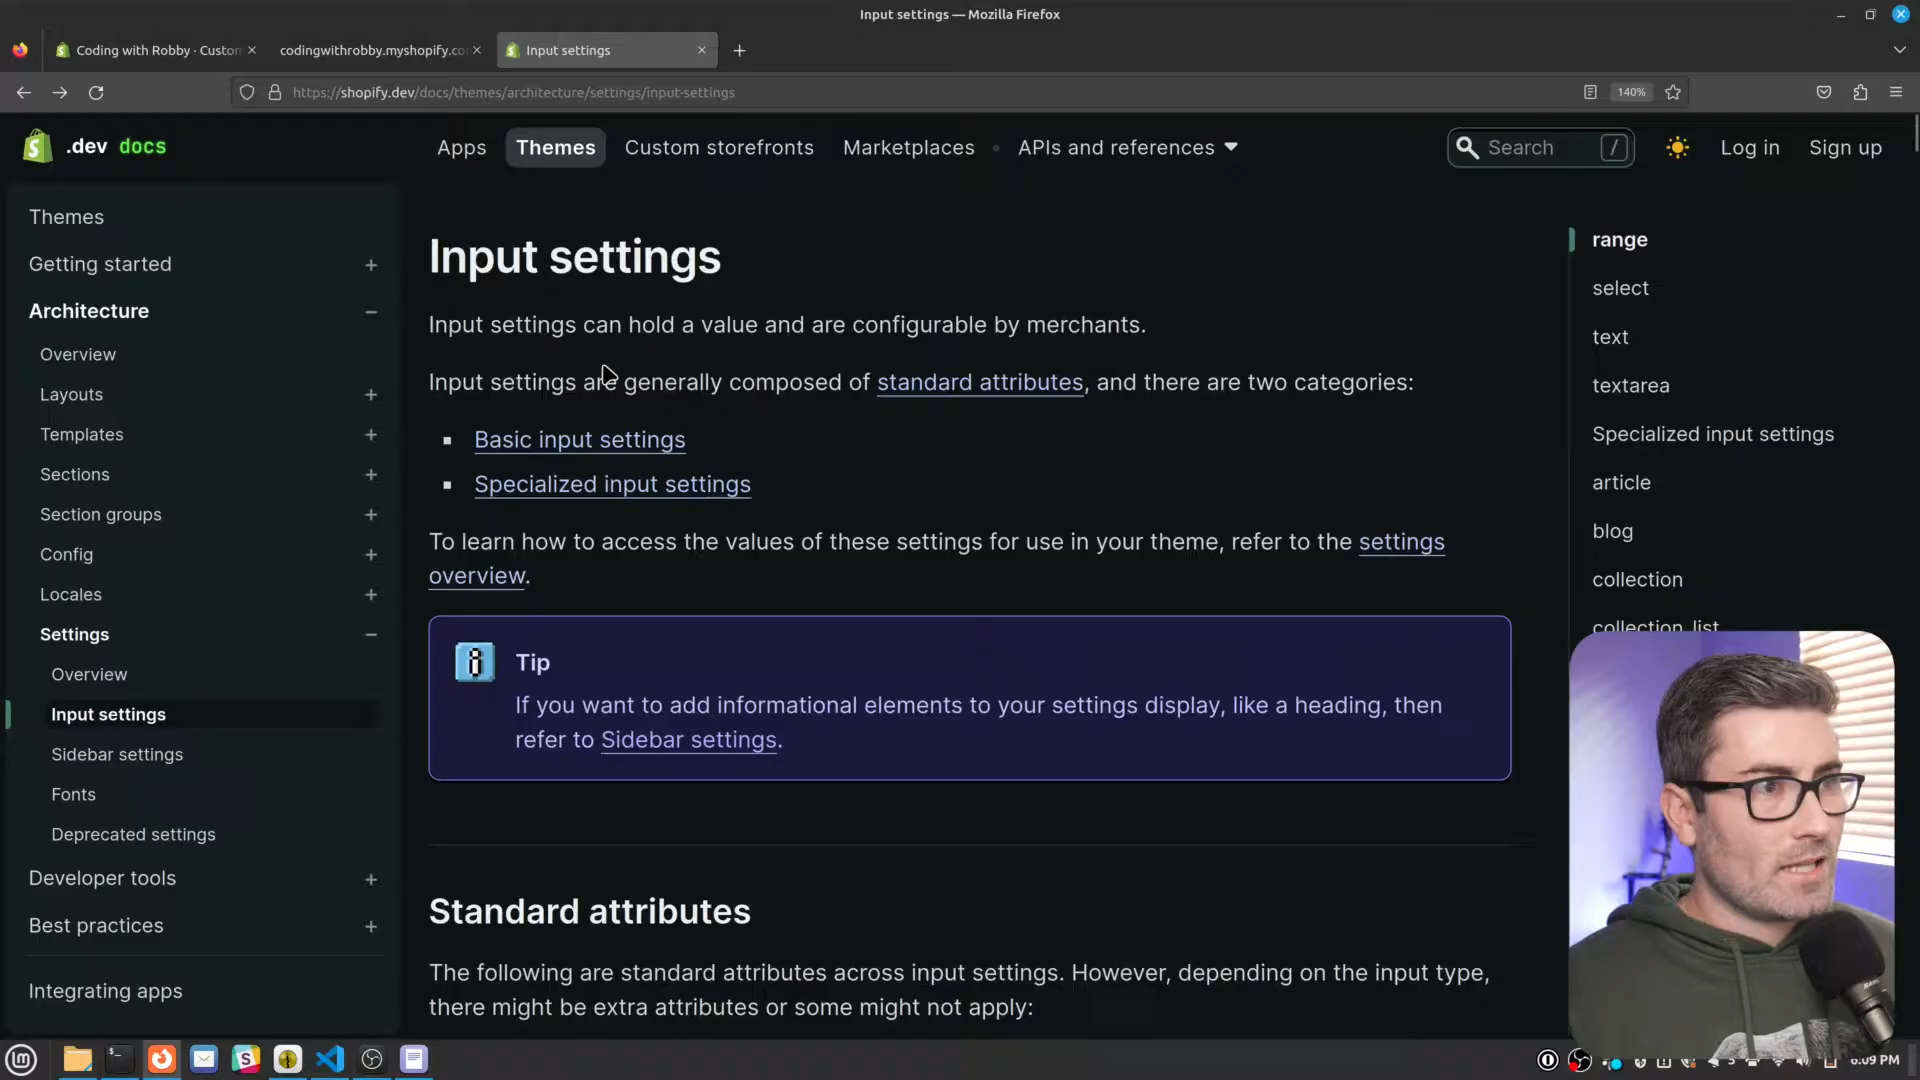 Input settings — Mozilla Firefox
Coding with Robby · Custom
codingwithrobby.myshopify.co
Input settings
https://shopify.dev/docs/themes/architecture/settings/input-settings
140%
.dev docs
Apps
Themes
Custom storefronts
Marketplaces
APIs and references
Search
/
Log in
Sign up
Themes
Getting started
Architecture
Overview
Layouts
Templates
Sections
Section groups
Config
Locales
Settings
Overview
Input settings
Sidebar settings
Fonts
Deprecated settings
Developer tools
Best practices
Integrating apps
Input settings
Input settings can hold a value and are configurable by merchants.
Input settings are generally composed of standard attributes, and there are two categories:
Basic input settings
Specialized input settings
To learn how to access the values of these settings for use in your theme, refer to the settings
overview.
Tip
If you want to add informational elements to your settings display, like a heading, then
refer to Sidebar settings.
Standard attributes
The following are standard attributes across input settings. However, depending on the input type,
there might be extra attributes or some might not apply:
range
select
text
textarea
Specialized input settings
article
blog
collection
collection_list
6:09 PM